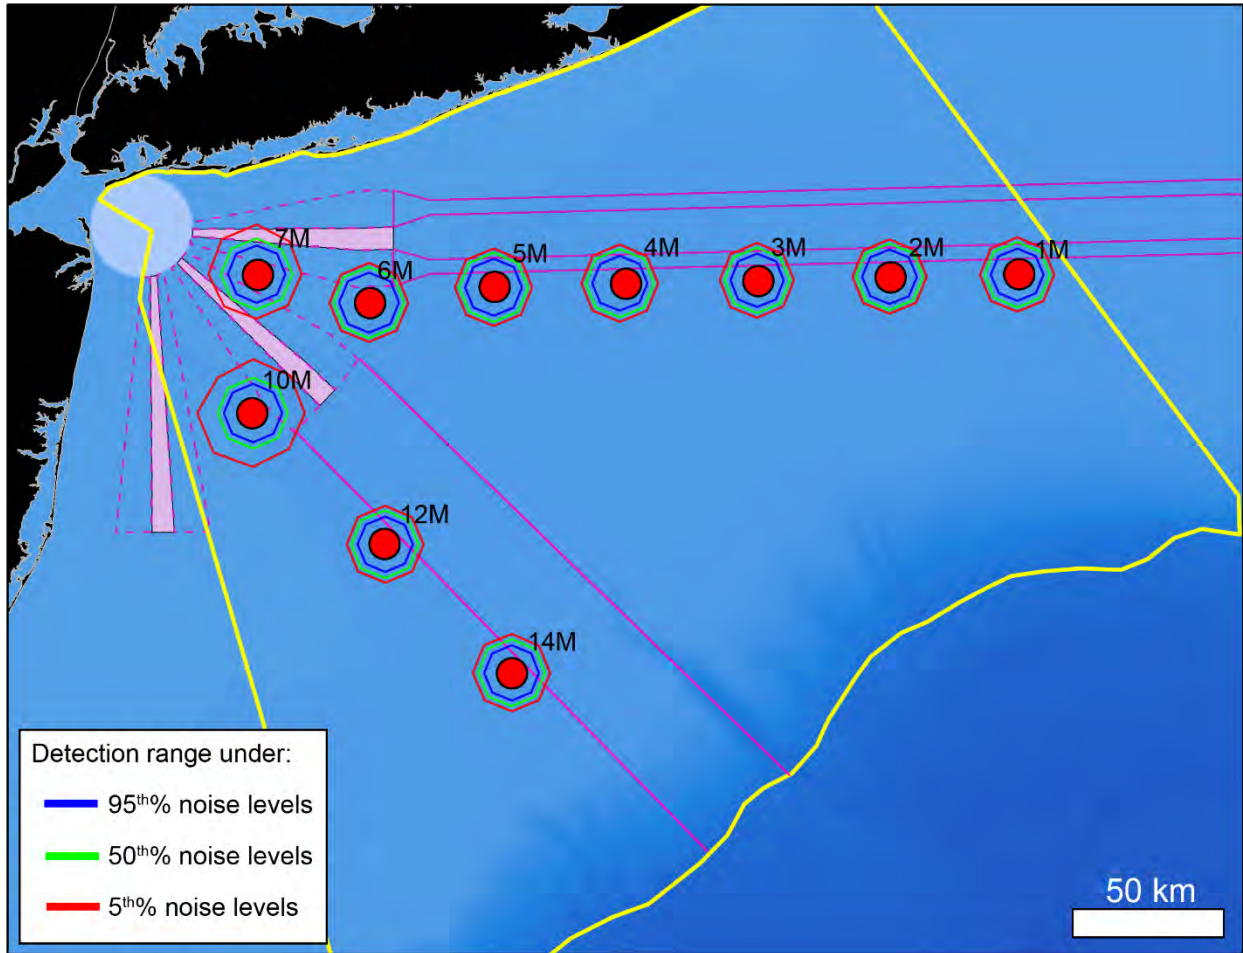 7M
6M
5M
4M
3M
2M
1M
10M
12M
14M
Detection range under:
95th% noise levels
50th% noise levels
5th% noise levels
50 km